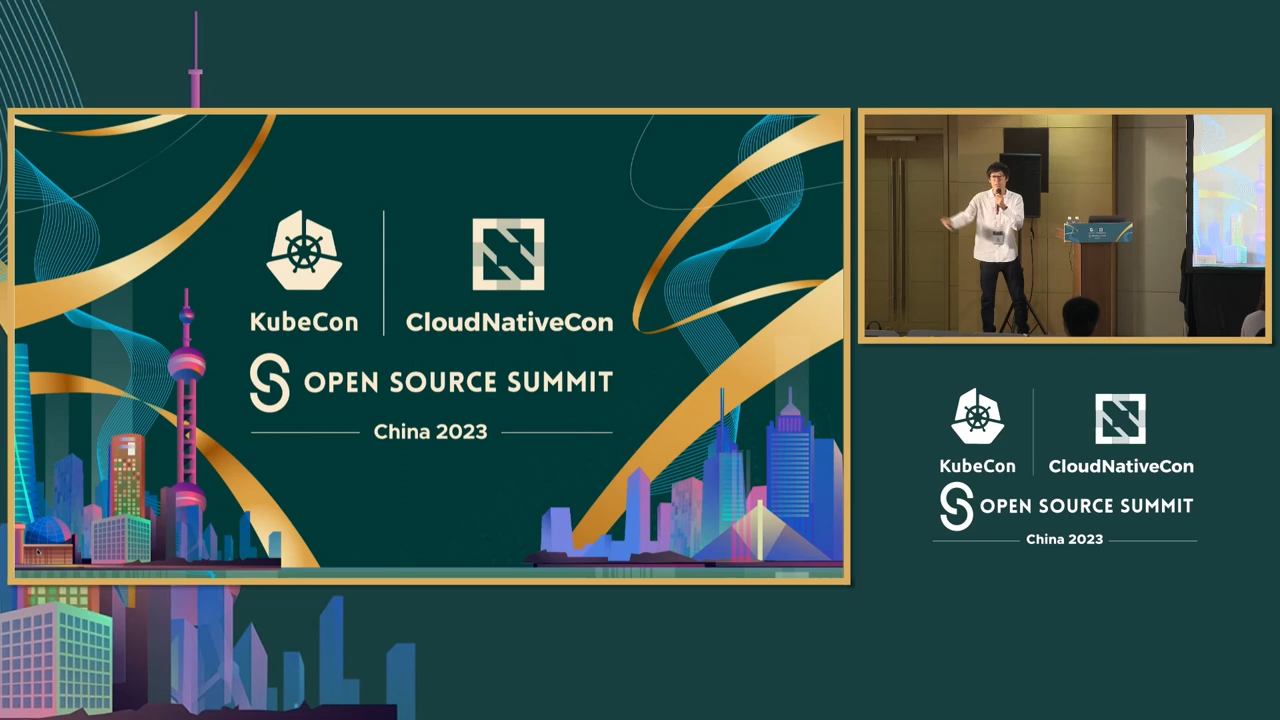 KubeCon
CloudNativeCon
OPEN SOURCE SUMMIT
China 2023
KubeCon
CloudNativeCon
OPEN SOURCE SUMMIT
China 2023